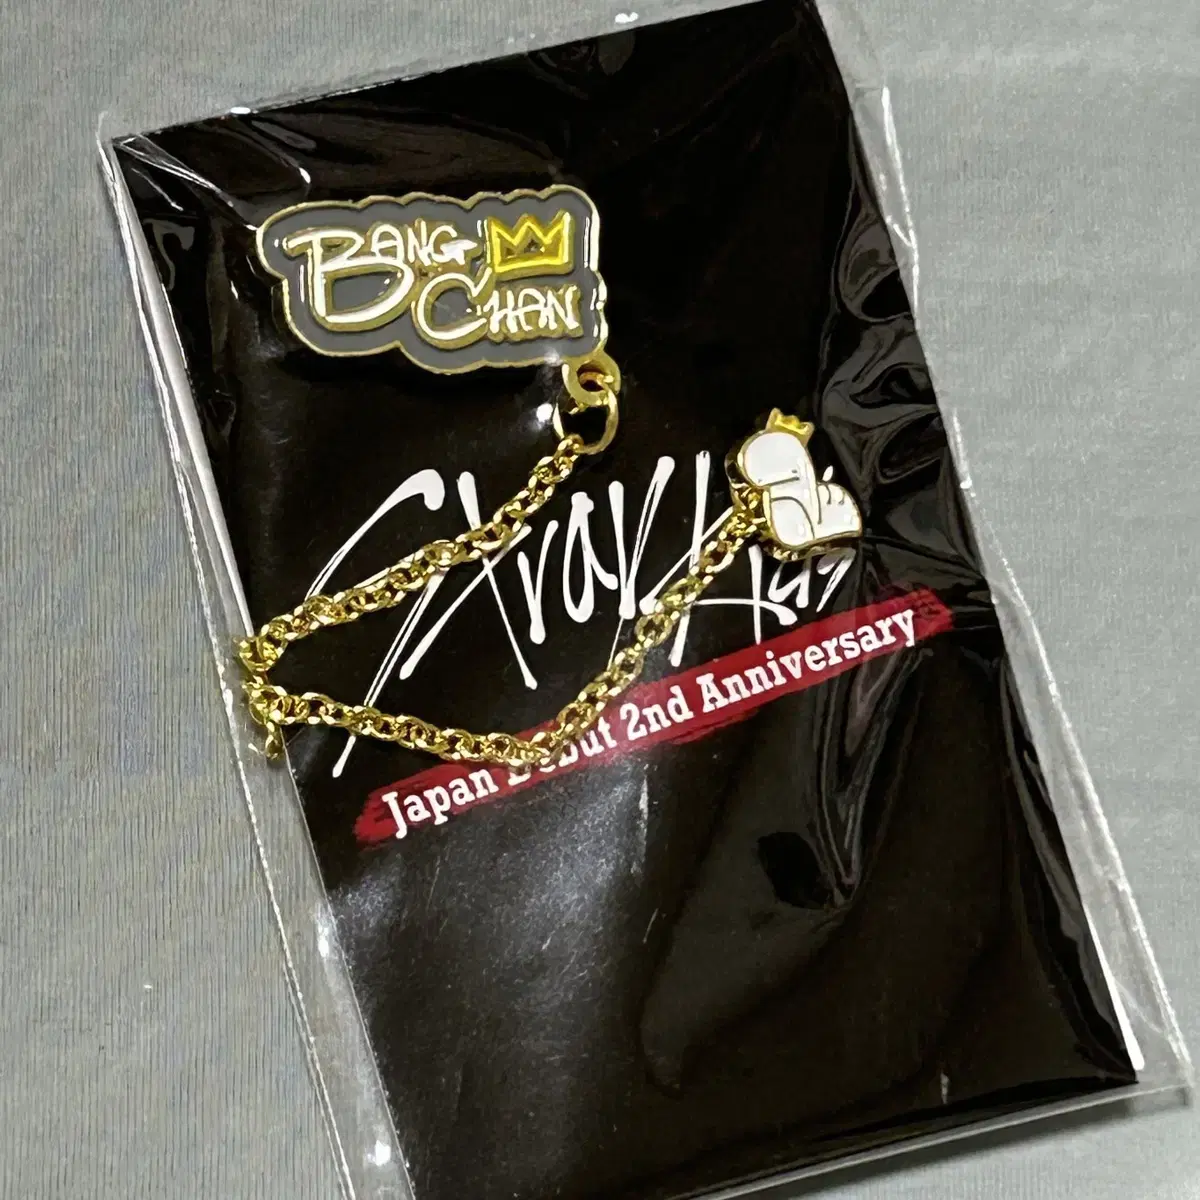 BANG
CHAN
Stray Kids
Japan Debut 2nd Anniversary